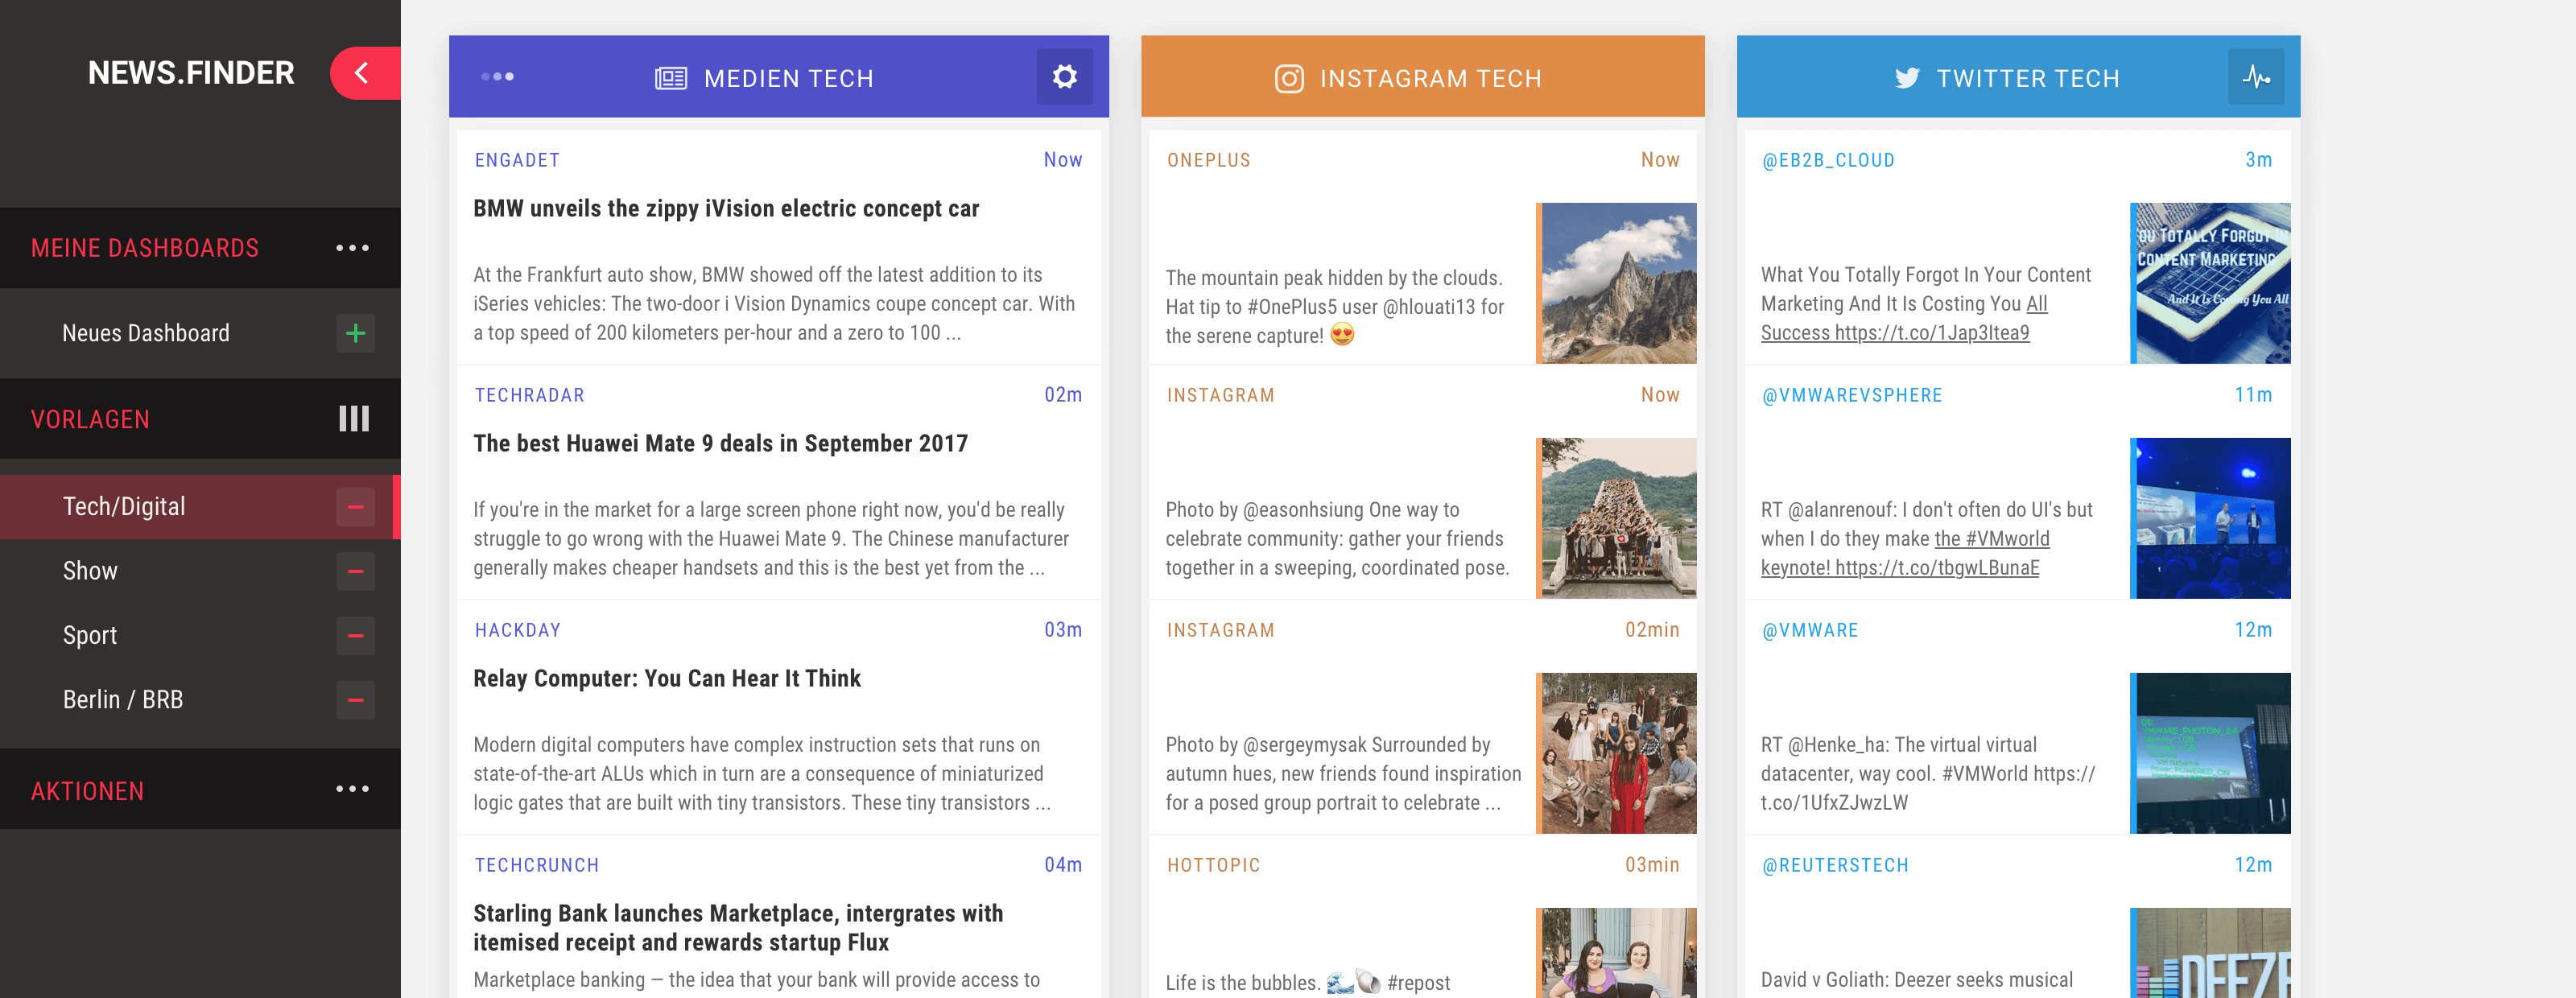 NEWS.FINDER
MEINE DASHBOARDS
Neues Dashboard
VORLAGEN
Tech/Digital
Show
Sport
Berlin / BRB
AKTIONEN
MEDIEN TECH
ENGADET Now
BMW unveils the zippy iVision electric concept car
At the Frankfurt auto show, BMW showed off the latest addition to its
iSeries vehicles: The two-door i Vision Dynamics coupe concept car. With
a top speed of 200 kilometers per-hour and a zero to 100 ...
TECHRADAR 02m
The best Huawei Mate 9 deals in September 2017
If you're in the market for a large screen phone right now, you'd be really
struggle to go wrong with the Huawei Mate 9. The Chinese manufacturer
generally makes cheaper handsets and this is the best yet from the ...
HACKDAY 03m
Relay Computer: You Can Hear It Think
Modern digital computers have complex instruction sets that runs on
state-of-the-art ALUs which in turn are a consequence of miniaturized
logic gates that are built with tiny transistors. These tiny transistors ...
TECHCRUNCH 04m
Starling Bank launches Marketplace, intergrates with
itemised receipt and rewards startup Flux
Marketplace banking — the idea that your bank will provide access to
INSTAGRAM TECH
ONEPLUS Now
The mountain peak hidden by the clouds.
Hat tip to #OnePlus5 user @hlouati13 for
the serene capture! 😍
INSTAGRAM Now
Photo by @easonhsiung One way to
celebrate community: gather your friends
together in a sweeping, coordinated pose.
INSTAGRAM 02min
Photo by @sergeymysak Surrounded by
autumn hues, new friends found inspiration
for a posed group portrait to celebrate ...
HOTTOPIC 03min
Life is the bubbles. 🌊🐚 #repost
TWITTER TECH
@EB2B_CLOUD 3m
What You Totally Forgot In Your Content
Marketing And It Is Costing You All
Success https://t.co/1Jap3Itea9
OU TOTALLY FORGOT IN
CONTENT MARKETING
And It Is Costing You All
@VMWAREVSPHERE 11m
RT @alanrenouf: I don't often do UI's but
when I do they make the #VMworld
keynote! https://t.co/tbgwLBunaE
@VMWARE 12m
RT @Henke_ha: The virtual virtual
datacenter, way cool. #VMWorld https://
t.co/1UfxZJwzLW
@REUTERSTECH 12m
David v Goliath: Deezer seeks musical
DEEZE